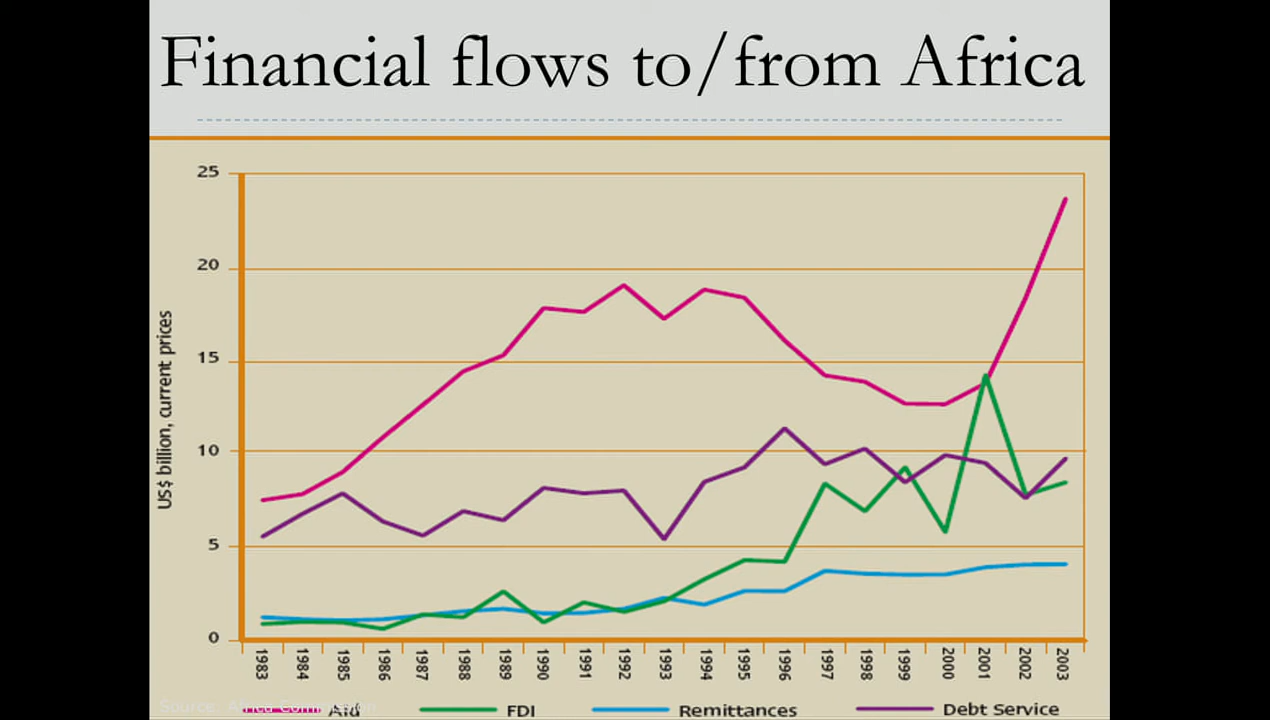 Financial flows to/from Africa
US$ billion, current prices
25
20
15
10
5
0
1983 1984 1985 1986 1987 1988 1989 1990 1991 1992 1993 1994 1995 1996 1997 1998 1999 2000 2001 2002 2003
Aid FDI Remittances Debt Service
Source: Africa Commission